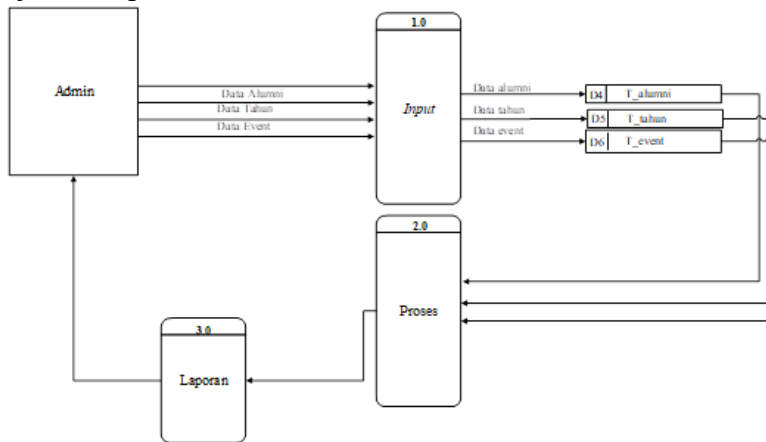 1.0
Admin
Data Alumni
Data Tahun
Data Event
Input
Data alumni
Data tahun
Data event
D4 T_alumni
D5 T_tahun
D6 T_event
2.0
Proses
3.0
Laporan